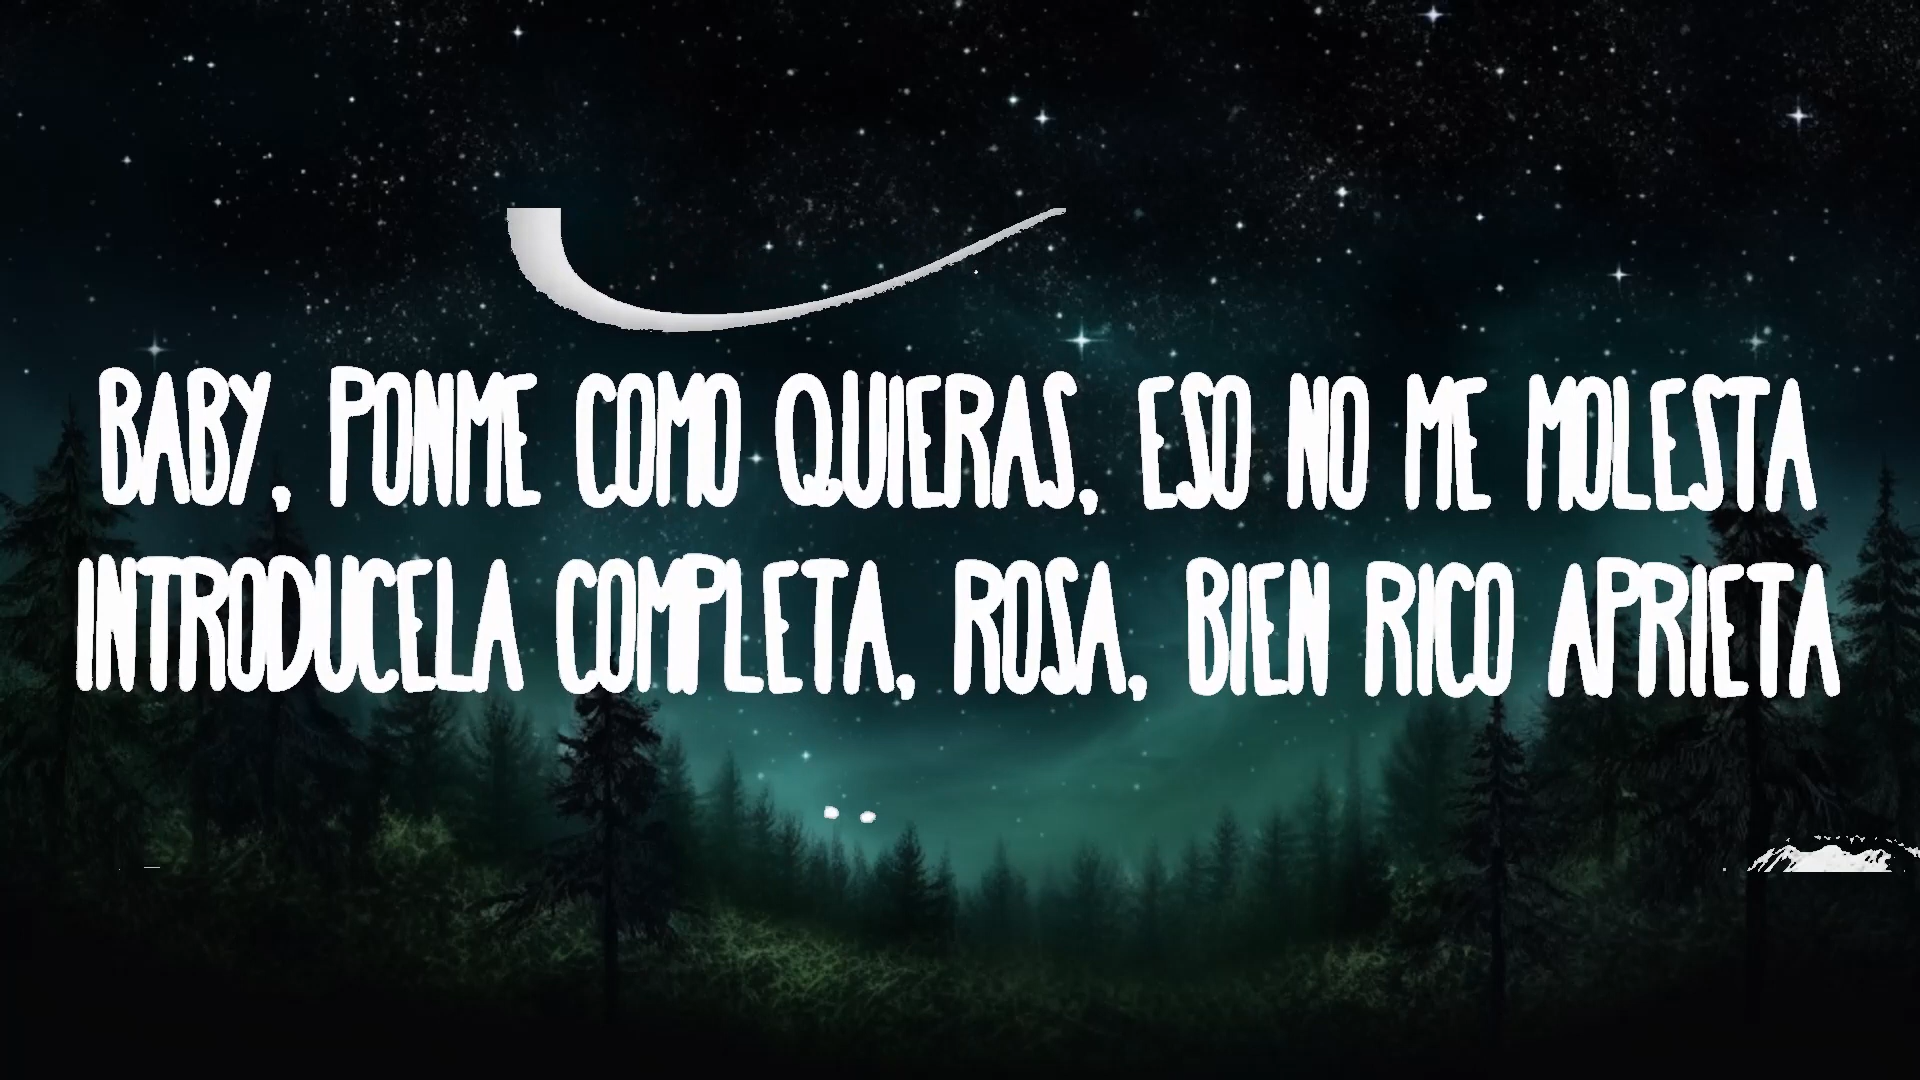 BABY, PONME COMO QUIERAS, ESO NO ME MOLESTA
INTRODUCELA COMPLETA, ROSA, BIEN RICO APRIETA